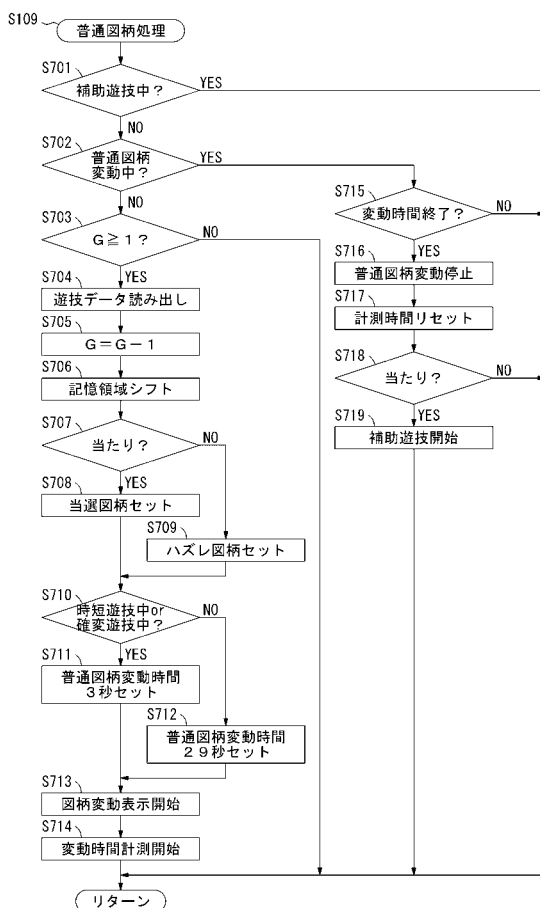 S109
普通図柄処理
S701
補助遊技中?
YES
NO
S702
普通図柄
変動中?
YES
NO
S703
G≧1?
NO
YES
S704
遊技データ読み出し
S705
G=G-1
S706
記憶領域シフト
S707
当たり?
NO
YES
S708
当選図柄セット
S709
ハズレ図柄セット
S710
時短遊技中or
確変遊技中?
NO
YES
S711
普通図柄変動時間
3秒セット
S712
普通図柄変動時間
29秒セット
S713
図柄変動表示開始
S714
変動時間計測開始
リターン
S715
変動時間終了?
NO
YES
S716
普通図柄変動停止
S717
計測時間リセット
S718
当たり?
NO
YES
S719
補助遊技開始